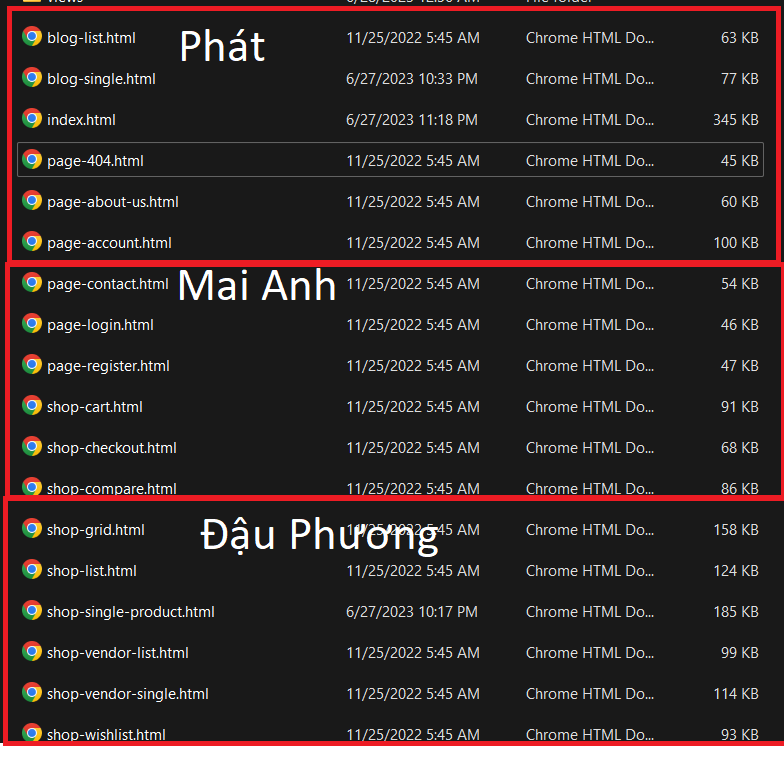 views 6/28/2023 12:50 AM File folder
blog-list.html 11/25/2022 5:45 AM Chrome HTML Do... 63 KB
Phát
blog-single.html 6/27/2023 10:33 PM Chrome HTML Do... 77 KB
index.html 6/27/2023 11:18 PM Chrome HTML Do... 345 KB
page-404.html 11/25/2022 5:45 AM Chrome HTML Do... 45 KB
page-about-us.html 11/25/2022 5:45 AM Chrome HTML Do... 60 KB
page-account.html 11/25/2022 5:45 AM Chrome HTML Do... 100 KB
page-contact.html Mai Anh 11/25/2022 5:45 AM Chrome HTML Do... 54 KB
page-login.html 11/25/2022 5:45 AM Chrome HTML Do... 46 KB
page-register.html 11/25/2022 5:45 AM Chrome HTML Do... 47 KB
shop-cart.html 11/25/2022 5:45 AM Chrome HTML Do... 91 KB
shop-checkout.html 11/25/2022 5:45 AM Chrome HTML Do... 68 KB
shop-compare.html 11/25/2022 5:45 AM Chrome HTML Do... 86 KB
shop-grid.html Đậu Phương 11/25/2022 5:45 AM Chrome HTML Do... 158 KB
shop-list.html 11/25/2022 5:45 AM Chrome HTML Do... 124 KB
shop-single-product.html 6/27/2023 10:17 PM Chrome HTML Do... 185 KB
shop-vendor-list.html 11/25/2022 5:45 AM Chrome HTML Do... 99 KB
shop-vendor-single.html 11/25/2022 5:45 AM Chrome HTML Do... 114 KB
shop-wishlist.html 11/25/2022 5:45 AM Chrome HTML Do... 93 KB